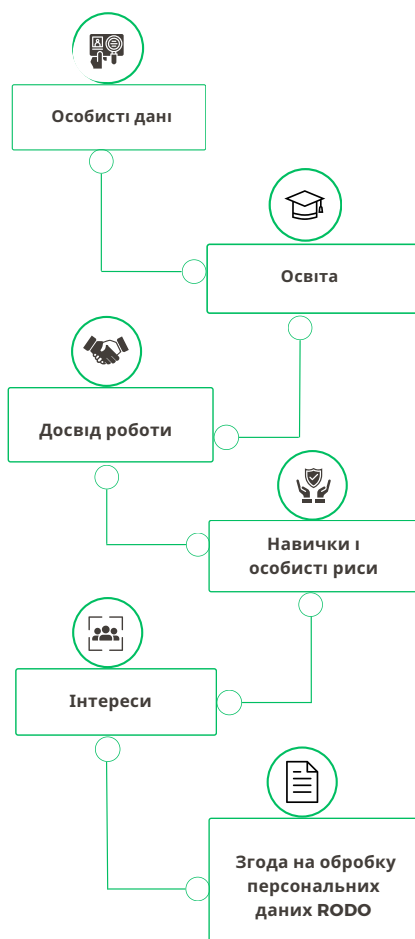 Особисті дані
Освіта
Досвід роботи
Навички і
особисті риси
Інтереси
Згода на обробку
персональних
даних RODO